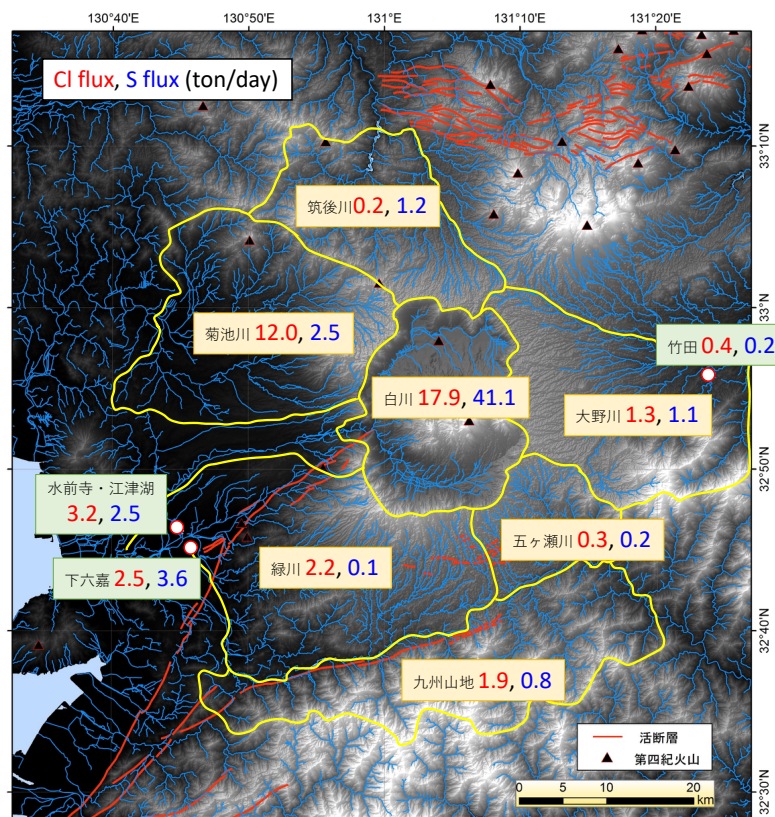 130°40'E
130°50'E
131°E
131°10'E
131°20'E
Cl flux, S flux (ton/day)
33°10'N
筑後川0.2, 1.2
33°N
菊池川 12.0, 2.5
竹田 0.4, 0.2
白川 17.9, 41.1
大野川 1.3, 1.1
32°50'N
水前寺・江津湖
3.2, 2.5
五ヶ瀬川 0.3, 0.2
下六嘉 2.5, 3.6
緑川 2.2, 0.1
32°40'N
九州山地 1.9, 0.8
活断層
第四紀火山
32°30'N
0 5 10 20
km